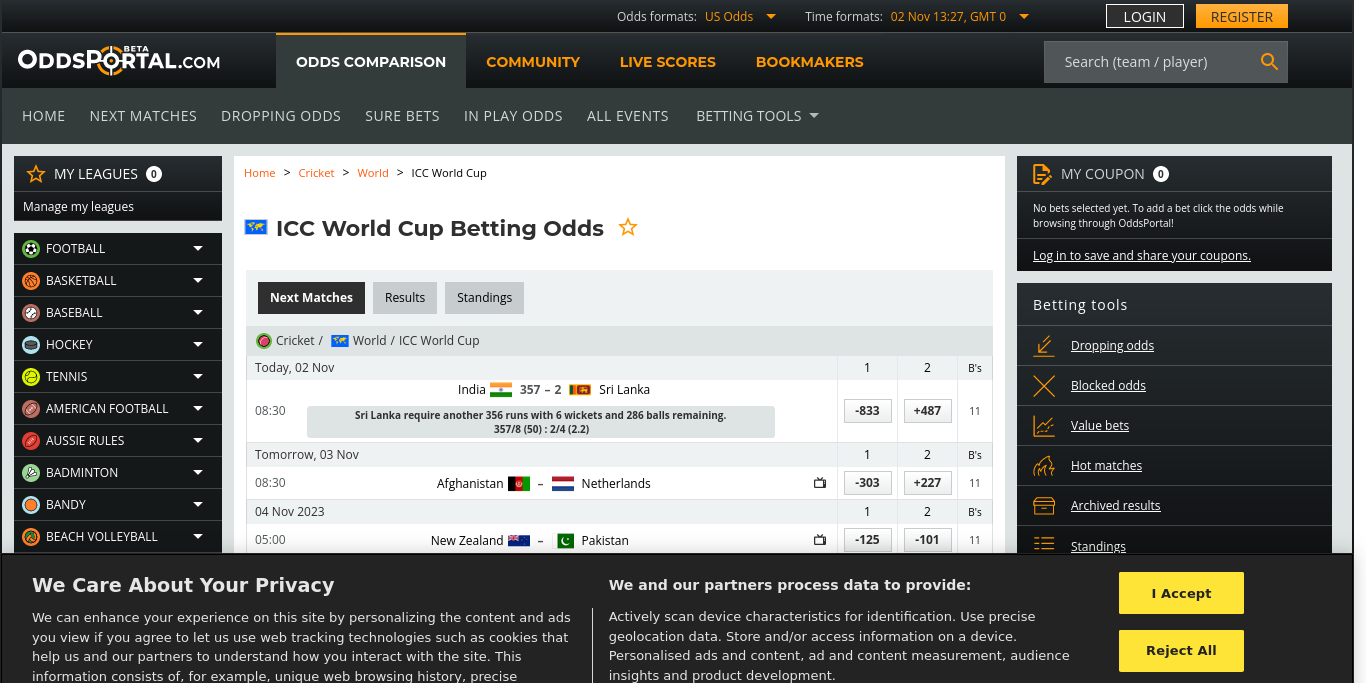 Odds formats: US Odds Time formats: 02 Nov 13:27, GMT 0 LOGIN REGISTER
ODDSPORTAL.COM BETA ODDS COMPARISON COMMUNITY LIVE SCORES BOOKMAKERS Search (team / player)
HOME NEXT MATCHES DROPPING ODDS SURE BETS IN PLAY ODDS ALL EVENTS BETTING TOOLS
MY LEAGUES 0
Manage my leagues
FOOTBALL
BASKETBALL
BASEBALL
HOCKEY
TENNIS
AMERICAN FOOTBALL
AUSSIE RULES
BADMINTON
BANDY
BEACH VOLLEYBALL
Home > Cricket > World > ICC World Cup
ICC World Cup Betting Odds
Next Matches Results Standings
Cricket / World / ICC World Cup
Today, 02 Nov 1 2 B's
India 357 – 2 Sri Lanka
08:30 -833 +487 11
Sri Lanka require another 356 runs with 6 wickets and 286 balls remaining.
357/8 (50) : 2/4 (2.2)
Tomorrow, 03 Nov 1 2 B's
08:30 Afghanistan – Netherlands -303 +227 11
04 Nov 2023 1 2 B's
05:00 New Zealand – Pakistan -125 -101 11
MY COUPON 0
No bets selected yet. To add a bet click the odds while
browsing through OddsPortal!
Log in to save and share your coupons.
Betting tools
Dropping odds
Blocked odds
Value bets
Hot matches
Archived results
Standings
We Care About Your Privacy
We can enhance your experience on this site by personalizing the content and ads
you view if you agree to let us use web tracking technologies such as cookies that
help us and our partners to understand how you interact with the site. This
information consists of, for example, unique web browsing history, precise
We and our partners process data to provide:
Actively scan device characteristics for identification. Use precise
geolocation data. Store and/or access information on a device.
Personalised ads and content, ad and content measurement, audience
insights and product development.
I Accept
Reject All